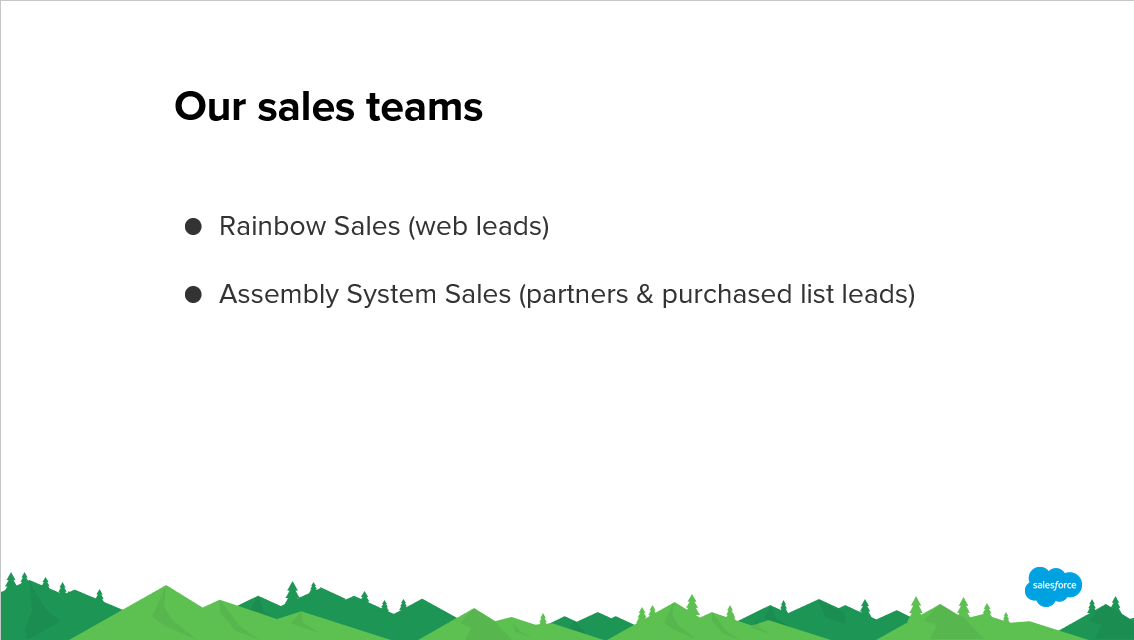 Our sales teams
● Rainbow Sales (web leads)
● Assembly System Sales (partners & purchased list leads)
salesforce